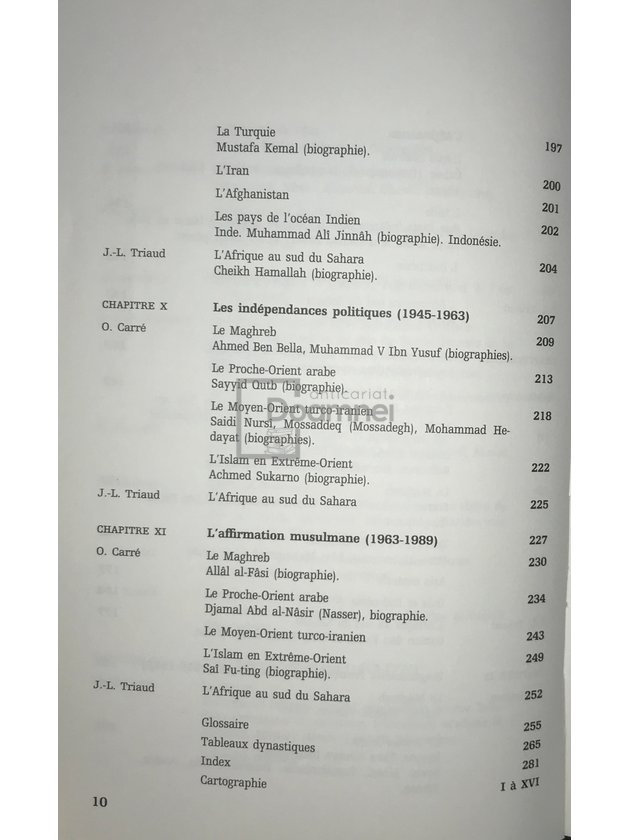 La Turquie
Mustafa Kemal (biographie). 197
L'Iran 200
L'Afghanistan 201
Les pays de l'océan Indien 202
Inde. Muhammad Alî Jinnâh (biographie). Indonésie.
J.-L. Triaud L'Afrique au sud du Sahara 204
Cheikh Hamallah (biographie).
CHAPITRE X Les indépendances politiques (1945-1963) 207
O. Carré Le Maghreb 209
Ahmed Ben Bella, Muhammad V Ibn Yusuf (biographies).
Le Proche-Orient arabe 213
Sayyid Qutb (biographie).
Le Moyen-Orient turco-iranien 218
Saidi Nursi, Mossaddeq (Mossadegh), Mohammad He-
dayat (biographies).
L'Islam en Extrême-Orient 222
Achmed Sukarno (biographie).
J.-L. Triaud L'Afrique au sud du Sahara 225
CHAPITRE XI L'affirmation musulmane (1963-1989) 227
O. Carré Le Maghreb 230
Allâl al-Fâsi (biographie).
Le Proche-Orient arabe 234
Djamal Abd al-Nâsir (Nasser), biographie.
Le Moyen-Orient turco-iranien 243
L'Islam en Extrême-Orient 249
Saî Fu-ting (biographie).
J.-L. Triaud L'Afrique au sud du Sahara 252
Glossaire 255
Tableaux dynastiques 265
Index 281
Cartographie I à XVI
10
anticariat
Doamnei